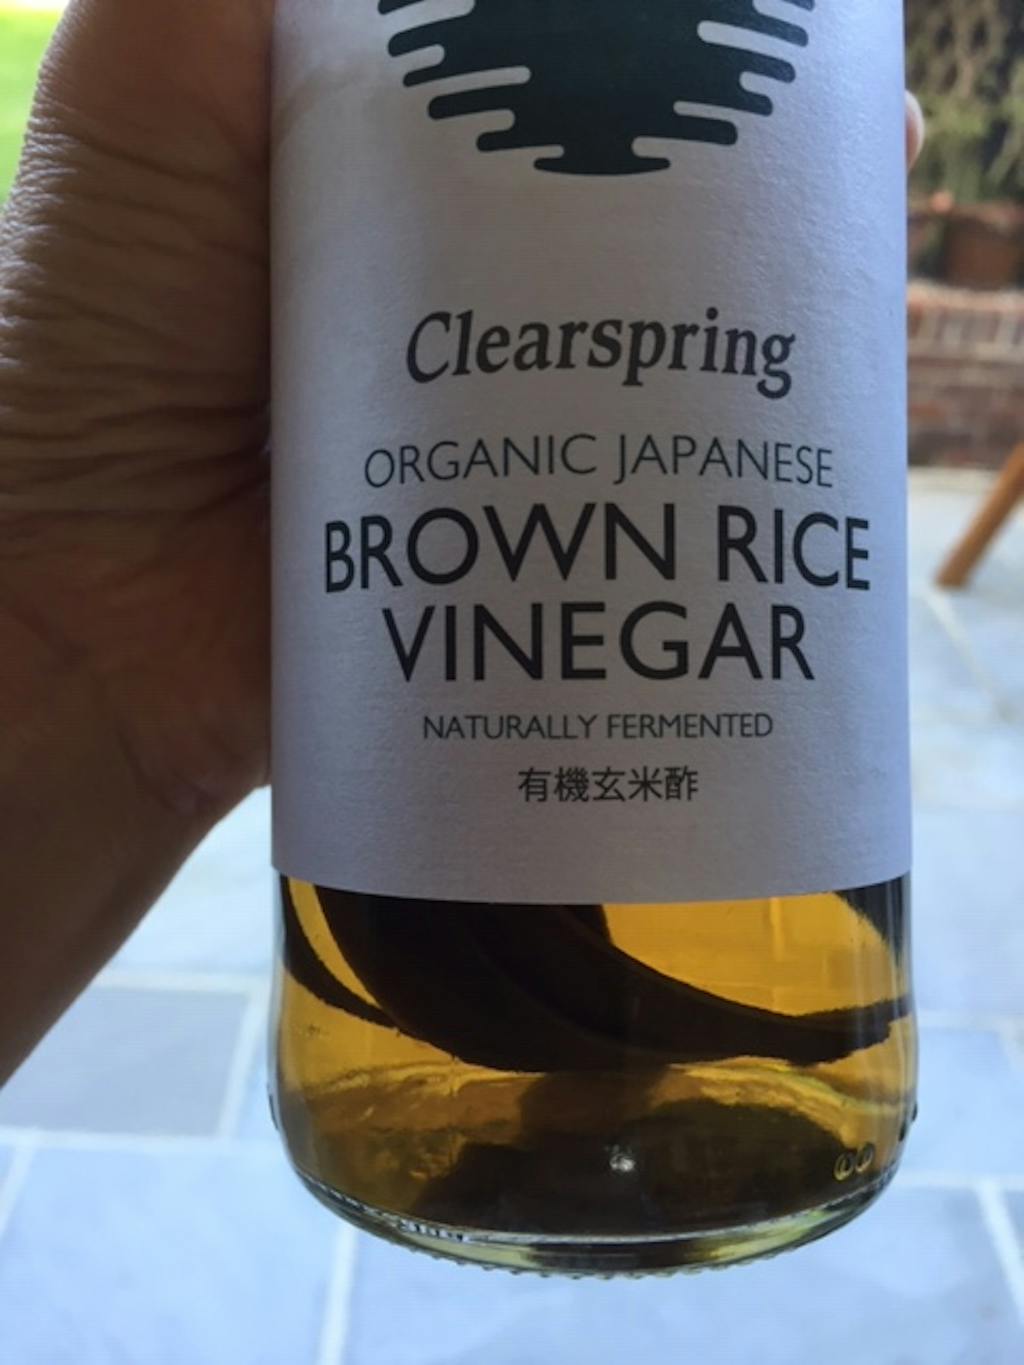 Clearspring
ORGANIC JAPANESE
BROWN RICE
VINEGAR
NATURALLY FERMENTED
有機玄米酢